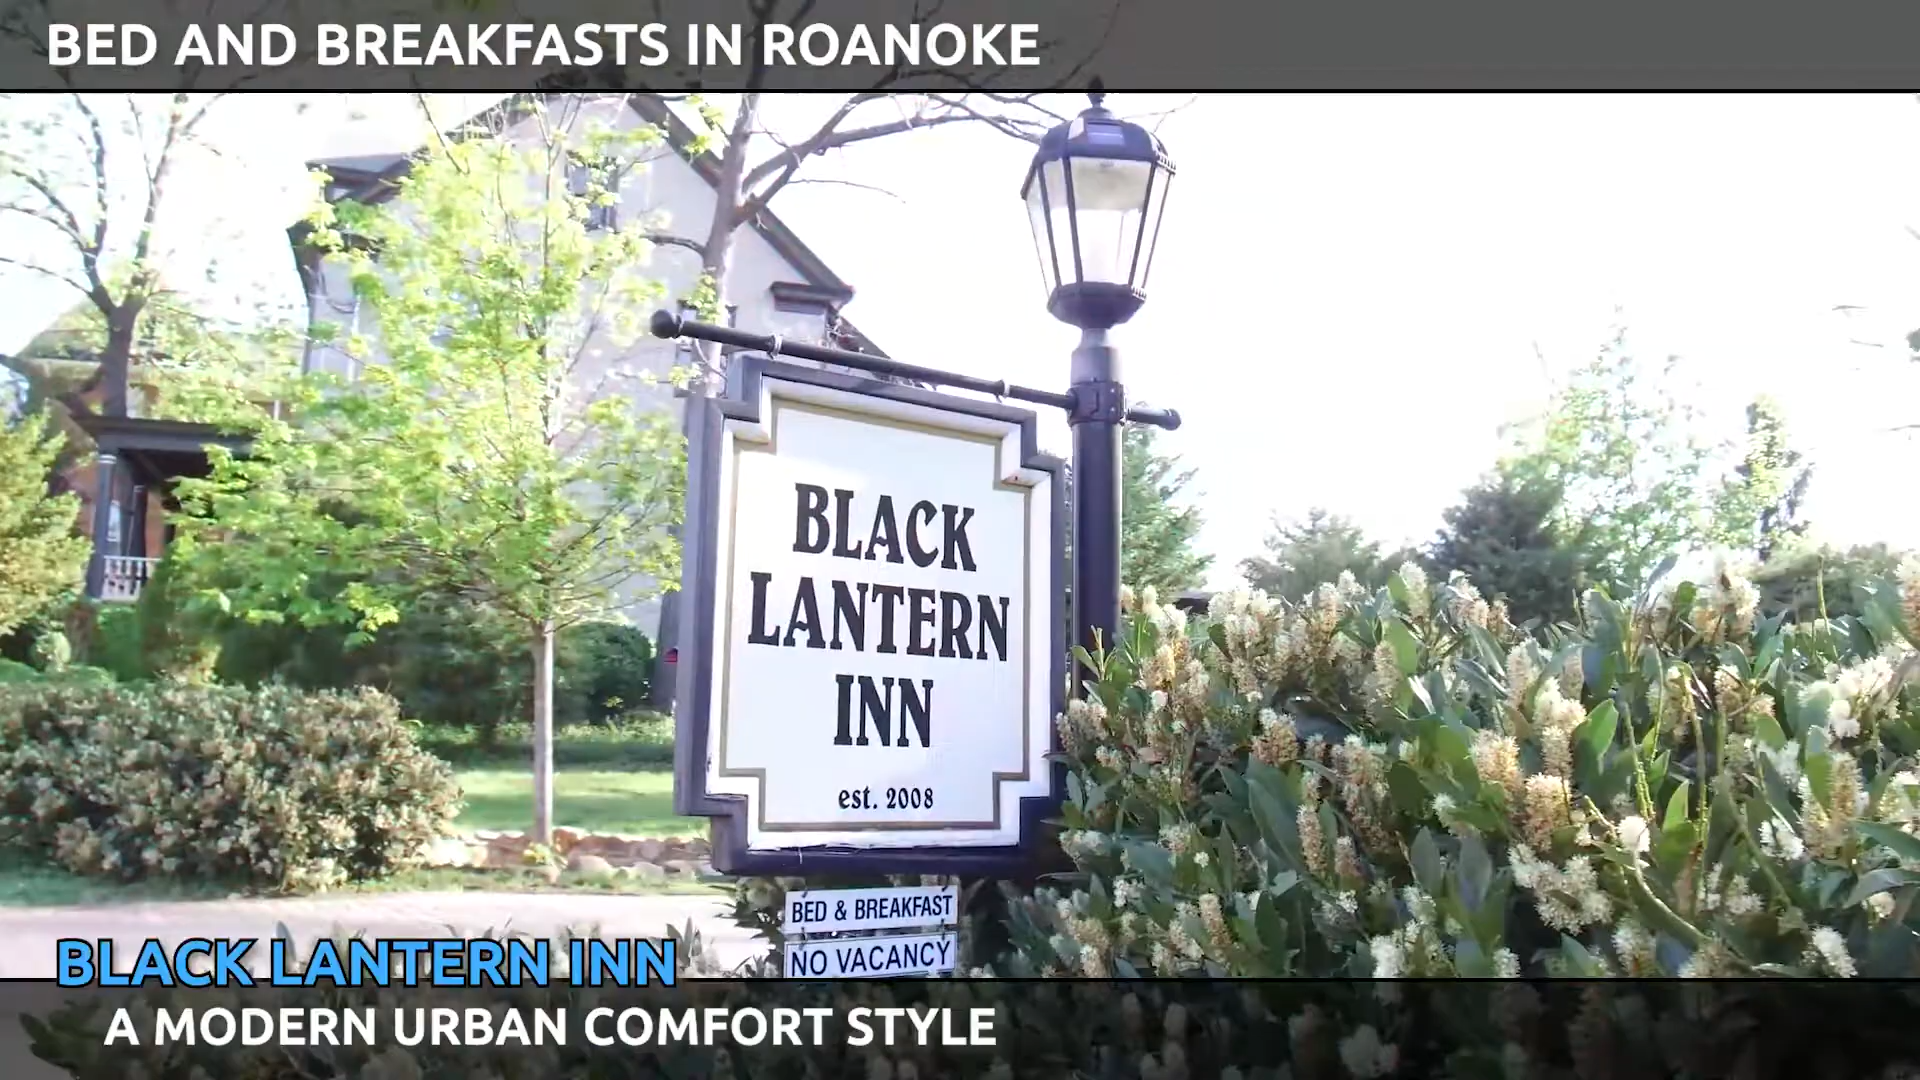 BED AND BREAKFASTS IN ROANOKE
BLACK
LANTERN
INN
est. 2008
BED & BREAKFAST
NO VACANCY
BLACK LANTERN INN
A MODERN URBAN COMFORT STYLE